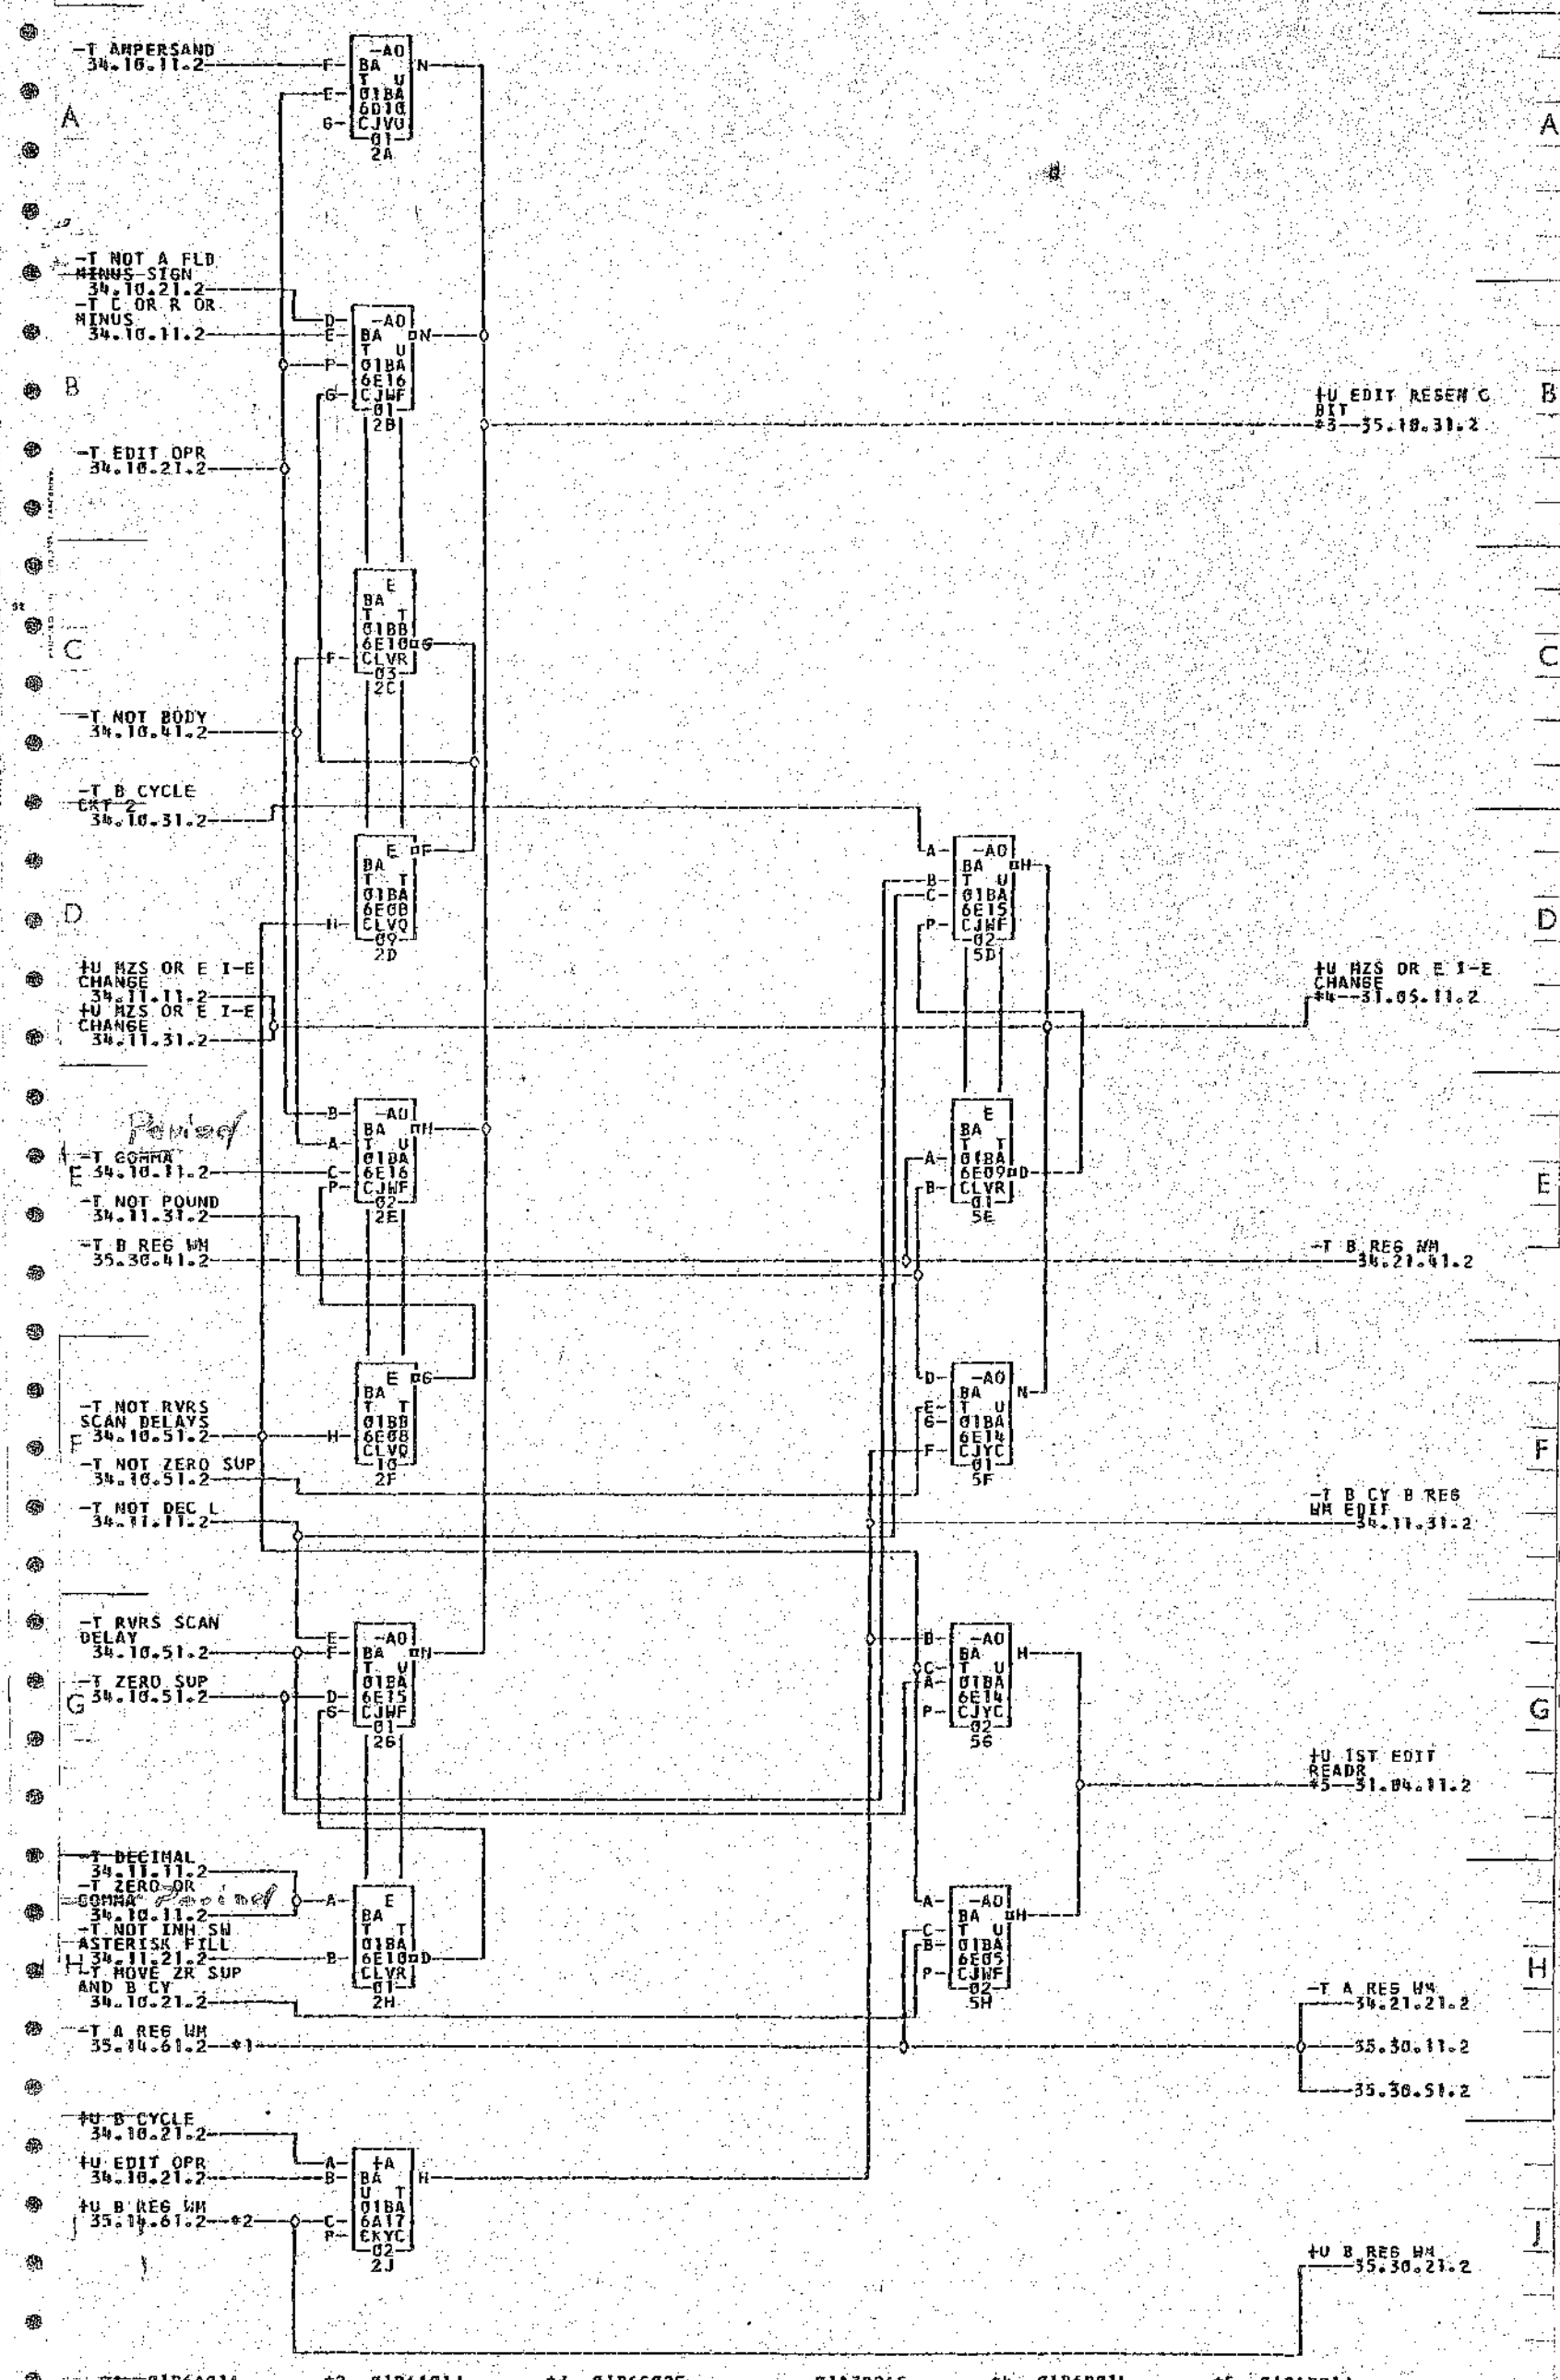 -T AMPERSAND
34.10.11.2
F
E
G
-AO
BA N
T U
01BA
6D10
CJVU
01
2A
A
A
-T NOT A FLD
MINUS SIGN
34.10.21.2
-T C OR R OR
MINUS
34.10.11.2
D
E
P
G
-AO
BA N
T U
01BA
6E16
CJWF
01
2B
B
B
+U EDIT RESEN C
BIT
*3--35.10.31.2
-T EDIT OPR
34.10.21.2
E
BA
T T
01BB
6E10 G
F CLVR
03
2C
C
C
-T NOT BODY
34.10.41.2
-T B CYCLE
EXT 2
34.10.31.2
E F
BA
T T
01BA
6E08
H CLVQ
09
2D
A -AO
BA H
B T U
C 01BA
6E15
P CJWF
02
5D
D
D
+U MZS OR E I-E
CHANGE
34.11.11.2
+U MZS OR E I-E
CHANGE
34.11.31.2
+U MZS OR E I-E
CHANGE
*4--31.05.11.2
Period
-T COMMA
34.10.11.2
-T NOT POUND
34.11.31.2
-T B REG WM
35.30.41.2
B -AO
BA H
A T U
01BA
C 6E16
P CJWF
02
2E
E
BA
T T
A 01BA
6E09 D
B CLVR
01
5E
E
E
-T B REG WM
34.21.41.2
-T NOT RVRS
SCAN DELAYS
34.10.51.2
-T NOT ZERO SUP
34.10.51.2
-T NOT DEC L
34.11.11.2
E G
BA
T T
01BB
H 6E08
CLVQ
10
2F
D -AO
BA N
E T U
G 01BA
6E14
F CJYC
01
5F
F
F
-T B CY B REG
WM EDIT
34.11.31.2
-T RVRS SCAN
DELAY
34.10.51.2
-T ZERO SUP
34.10.51.2
E -AO
F BA N
T U
01BA
D 6E15
G CJWF
01
2G
B -AO
BA H
C T U
A 01BA
6E14
P CJYC
02
5G
G
G
+U 1ST EDIT
READR
*5--31.04.11.2
-T DECIMAL
34.11.11.2
-T ZERO OR
COMMA Period
34.10.11.2
-T NOT INH SW
ASTERISK FILL
34.11.21.2
-T MOVE ZR SUP
AND B CY
34.10.21.2
-T A REG WM
35.14.61.2--*1
A E
BA
T T
01BA
B 6E10 D
CLVR
01
2H
A -AO
BA H
C T U
B 01BA
6E05
P CJWF
02
5H
H
H
-T A REG WM
34.21.21.2
35.30.11.2
35.30.51.2
+U B CYCLE
34.10.21.2
+U EDIT OPR
34.10.21.2
+U B REG WM
35.14.61.2--*2
A +A
B BA H
U T
01BA
C 6A17
P EKYC
02
2J
J
J
+U B REG WM
35.30.21.2